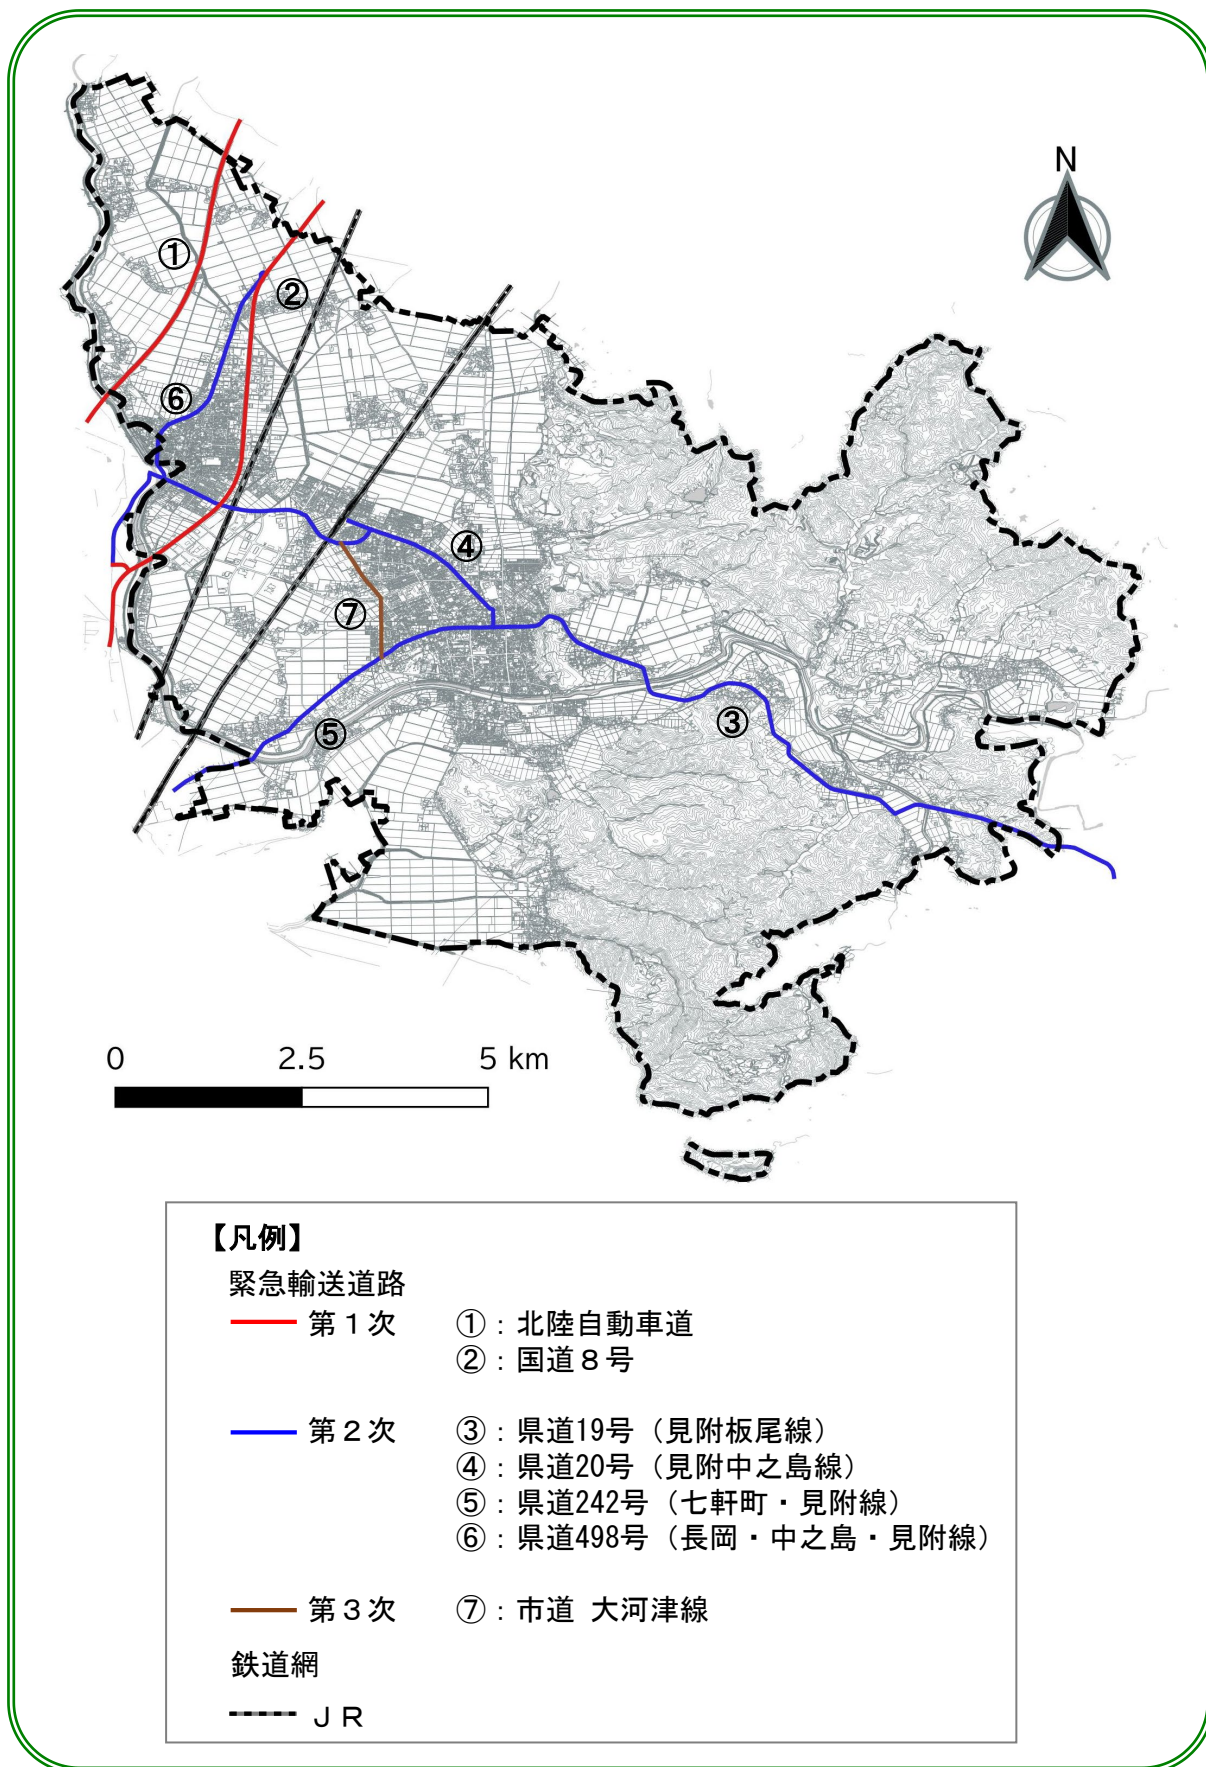 N
①
②
⑥
④
⑦
③
⑤
0 2.5 5 km
【凡例】
緊急輸送道路
第１次 ①：北陸自動車道
②：国道８号
第２次 ③：県道19号（見附板尾線）
④：県道20号（見附中之島線）
⑤：県道242号（七軒町・見附線）
⑥：県道498号（長岡・中之島・見附線）
第３次 ⑦：市道 大河津線
鉄道網
ＪＲ